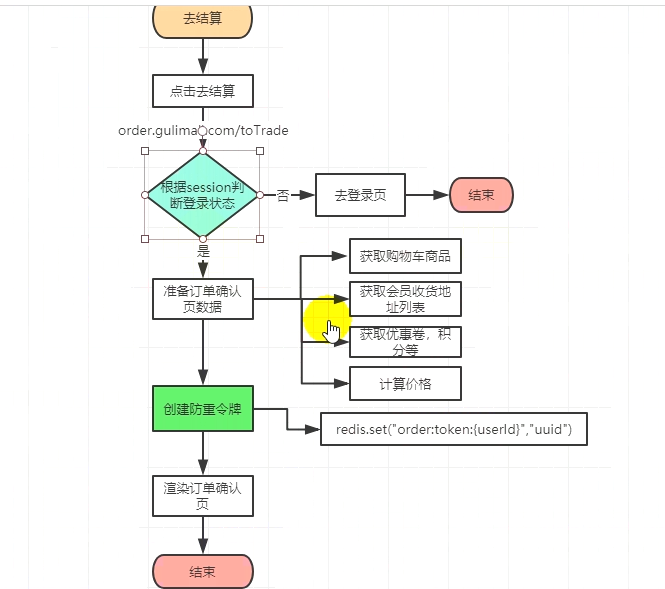 去结算
点击去结算
order.gulimall.com/toTrade
根据session判
断登录状态
否
去登录页
结束
是
获取购物车商品
准备订单确认
页数据
获取会员收货地
址列表
获取优惠卷，积
分等
计算价格
创建防重令牌
redis.set("order:token:{userId}","uuid")
渲染订单确认
页
结束